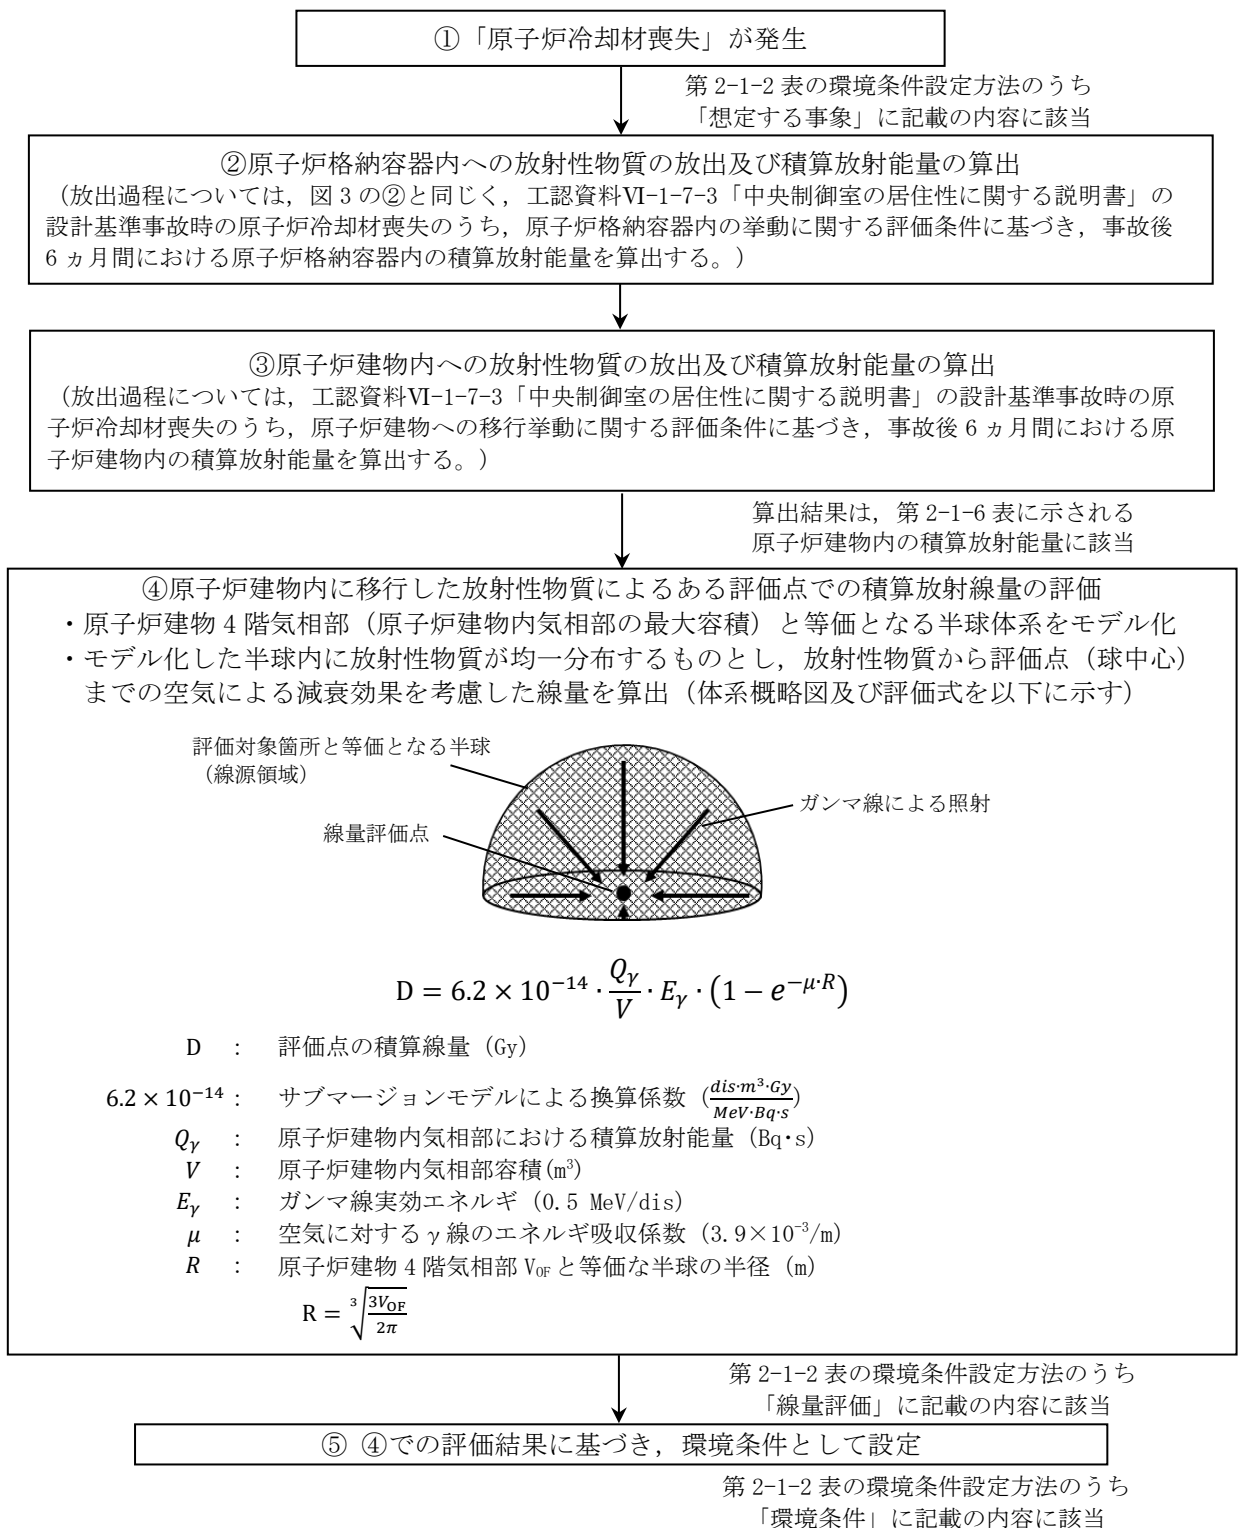 ①「原子炉冷却材喪失」が発生
第 2-1-2 表の環境条件設定方法のうち
「想定する事象」に記載の内容に該当
②原子炉格納容器内への放射性物質の放出及び積算放射能量の算出
（放出過程については，図 3 の②と同じく，工認資料Ⅵ-1-7-3「中央制御室の居住性に関する説明書」の
設計基準事故時の原子炉冷却材喪失のうち，原子炉格納容器内の挙動に関する評価条件に基づき，事故後
6 ヵ月間における原子炉格納容器内の積算放射能量を算出する。）
③原子炉建物内への放射性物質の放出及び積算放射能量の算出
（放出過程については，工認資料Ⅵ-1-7-3「中央制御室の居住性に関する説明書」の設計基準事故時の原
子炉冷却材喪失のうち，原子炉建物への移行挙動に関する評価条件に基づき，事故後 6 ヵ月間における原
子炉建物内の積算放射能量を算出する。）
算出結果は，第 2-1-6 表に示される
原子炉建物内の積算放射能量に該当
④原子炉建物内に移行した放射性物質によるある評価点での積算放射線量の評価
・原子炉建物 4 階気相部（原子炉建物内気相部の最大容積）と等価となる半球体系をモデル化
・モデル化した半球内に放射性物質が均一分布するものとし，放射性物質から評価点（球中心）
までの空気による減衰効果を考慮した線量を算出（体系概略図及び評価式を以下に示す）
評価対象箇所と等価となる半球
（線源領域）
ガンマ線による照射
線量評価点
D = 6.2 × 10⁻¹⁴ · Qγ/V · Eγ · (1 − e^(−μ·R))
D ： 評価点の積算線量（Gy）
6.2 × 10⁻¹⁴： サブマージョンモデルによる換算係数（dis·m³·Gy/MeV·Bq·s）
Qγ ： 原子炉建物内気相部における積算放射能量（Bq･s）
V ： 原子炉建物内気相部容積(m³)
Eγ ： ガンマ線実効エネルギ（0.5 MeV/dis）
μ ： 空気に対するγ線のエネルギ吸収係数（3.9×10⁻³/m）
R ： 原子炉建物 4 階気相部 V_OF と等価な半球の半径（m）
R = ∛(3V_OF/2π)
第 2-1-2 表の環境条件設定方法のうち
「線量評価」に記載の内容に該当
⑤ ④での評価結果に基づき，環境条件として設定
第 2-1-2 表の環境条件設定方法のうち
「環境条件」に記載の内容に該当